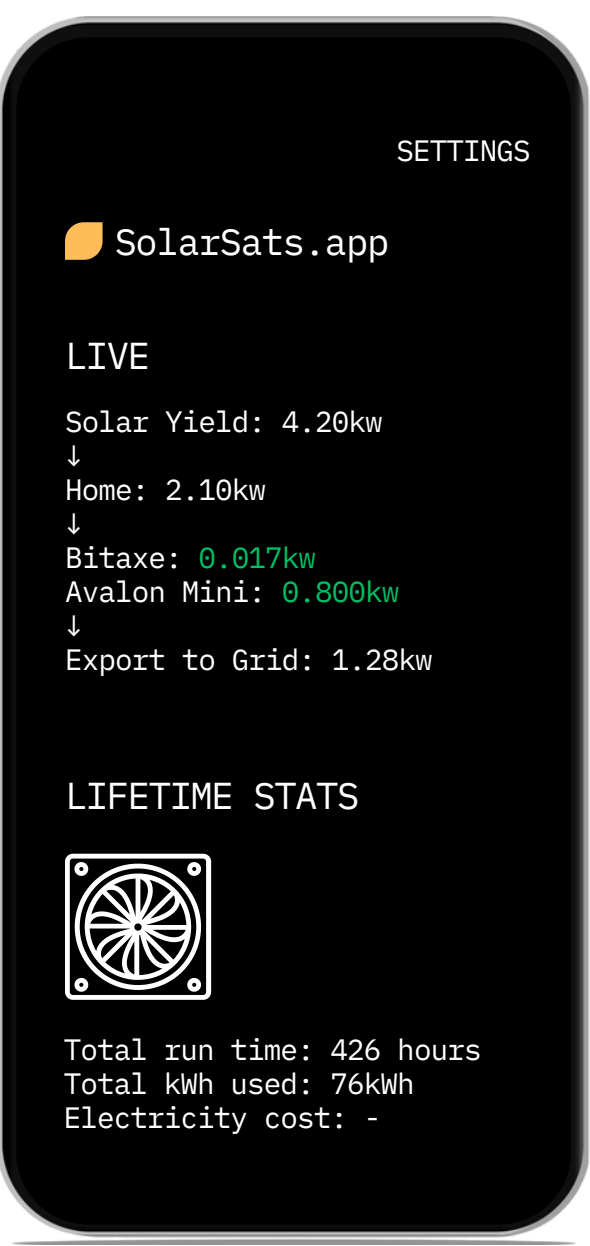 SETTINGS
SolarSats.app
LIVE
Solar Yield: 4.20kw
↓
Home: 2.10kw
↓
Bitaxe: 0.017kw
Avalon Mini: 0.800kw
↓
Export to Grid: 1.28kw
LIFETIME STATS
Total run time: 426 hours
Total kWh used: 76kWh
Electricity cost: -